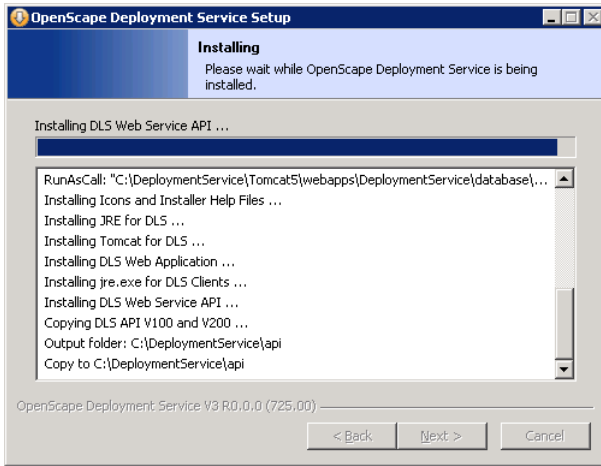 OpenScape Deployment Service Setup
Installing
Please wait while OpenScape Deployment Service is being
installed.
Installing DLS Web Service API ...
RunAsCall: "C:\DeploymentService\Tomcat5\webapps\DeploymentService\database\...
Installing Icons and Installer Help Files ...
Installing JRE for DLS ...
Installing Tomcat for DLS ...
Installing DLS Web Application ...
Installing jre.exe for DLS Clients ...
Installing DLS Web Service API ...
Copying DLS API V100 and V200 ...
Output folder: C:\DeploymentService\api
Copy to C:\DeploymentService\api
OpenScape Deployment Service V3 R0.0.0 (725.00)
< Back Next > Cancel